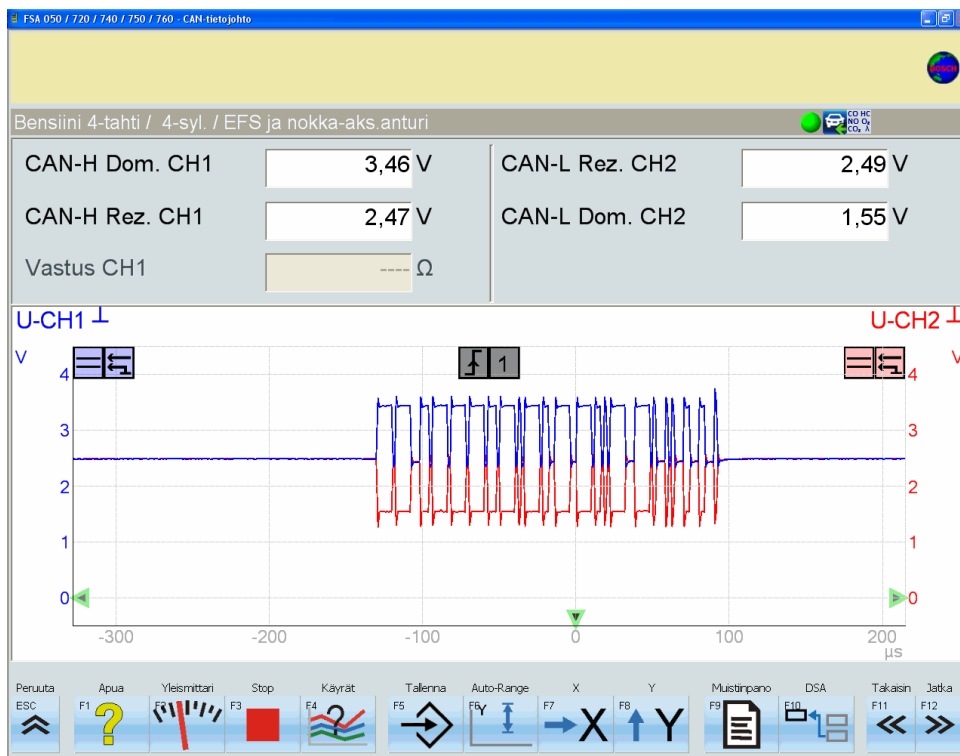 FSA 050 / 720 / 740 / 750 / 760 - CAN-tietojohto
BOSCH
Bensiini 4-tahti / 4-syl. / EFS ja nokka-aks.anturi
CO HC
NO O₂
CO₂ λ
CAN-H Dom. CH1 3,46 V
CAN-L Rez. CH2 2,49 V
CAN-H Rez. CH1 2,47 V
CAN-L Dom. CH2 1,55 V
Vastus CH1 ---- Ω
U-CH1 U-CH2
V 1 V
4 4
3 3
2 2
1 1
0 0
-300 -200 -100 0 100 200
µs
Peruuta Apua Yleismittari Stop Käyrät Tallenna Auto-Range X Y Muistiinpano DSA Takaisin Jatka
ESC F1 F2 F3 F4 F5 F6 F7 F8 F9 F10 F11 F12
? Y X Y